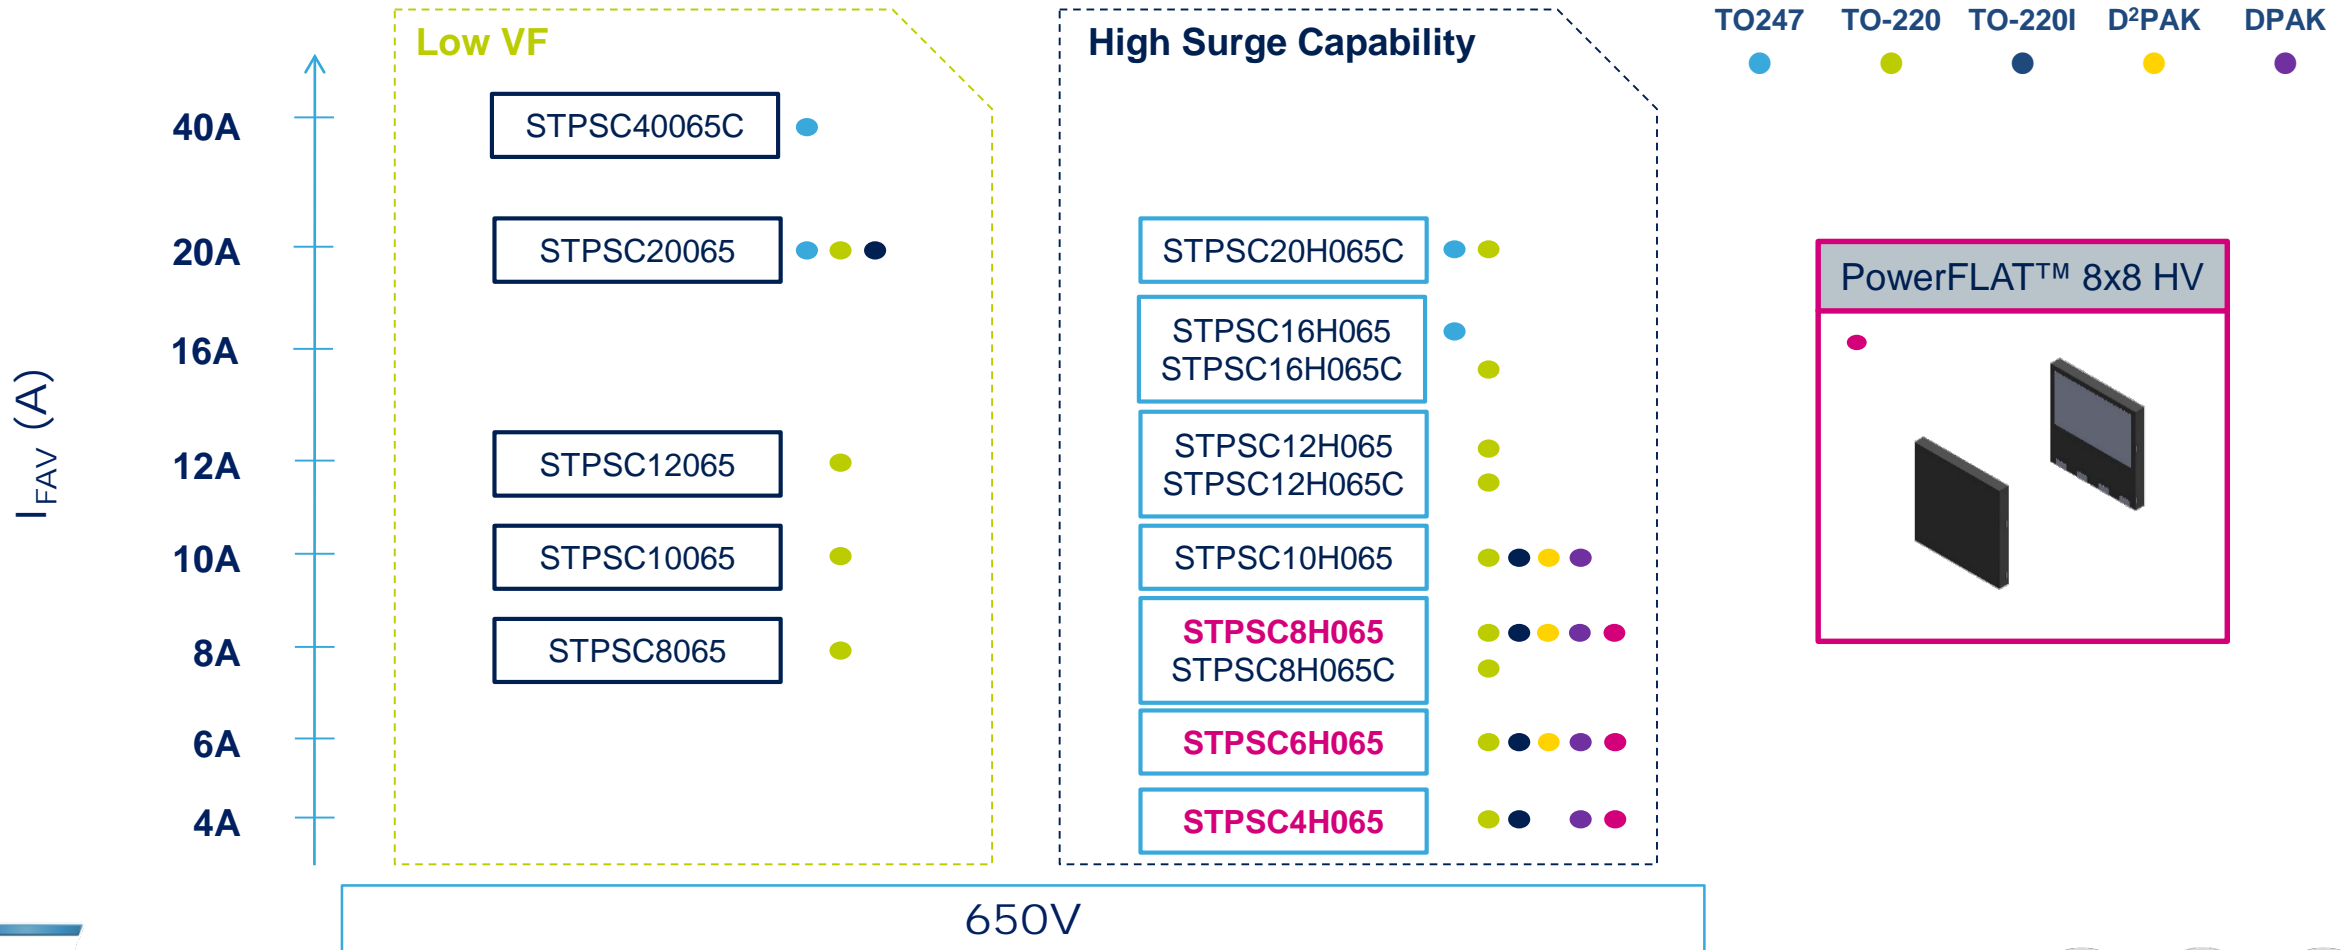 Low VF
High Surge Capability
TO247 TO-220 TO-220I D²PAK DPAK
40A
STPSC40065C
20A
STPSC20065
STPSC20H065C
PowerFLAT™ 8x8 HV
16A
STPSC16H065
STPSC16H065C
I_FAV (A)
12A
STPSC12065
STPSC12H065
STPSC12H065C
10A
STPSC10065
STPSC10H065
8A
STPSC8065
STPSC8H065
STPSC8H065C
6A
STPSC6H065
4A
STPSC4H065
650V